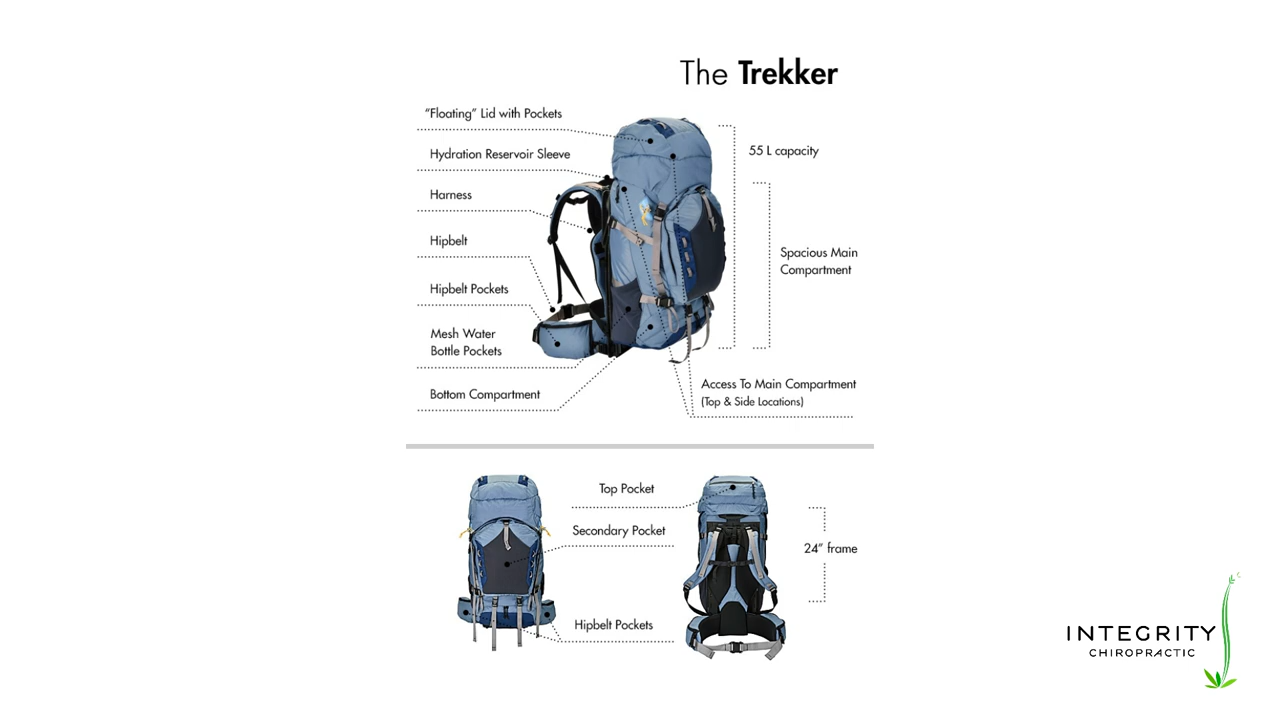 The Trekker
“Floating” Lid with Pockets
Hydration Reservoir Sleeve
Harness
Hipbelt
Hipbelt Pockets
Mesh Water
Bottle Pockets
Bottom Compartment
55 L capacity
Spacious Main
Compartment
Access To Main Compartment
(Top & Side Locations)
Top Pocket
Secondary Pocket
Hipbelt Pockets
24” frame
INTEGRITY
CHIROPRACTIC